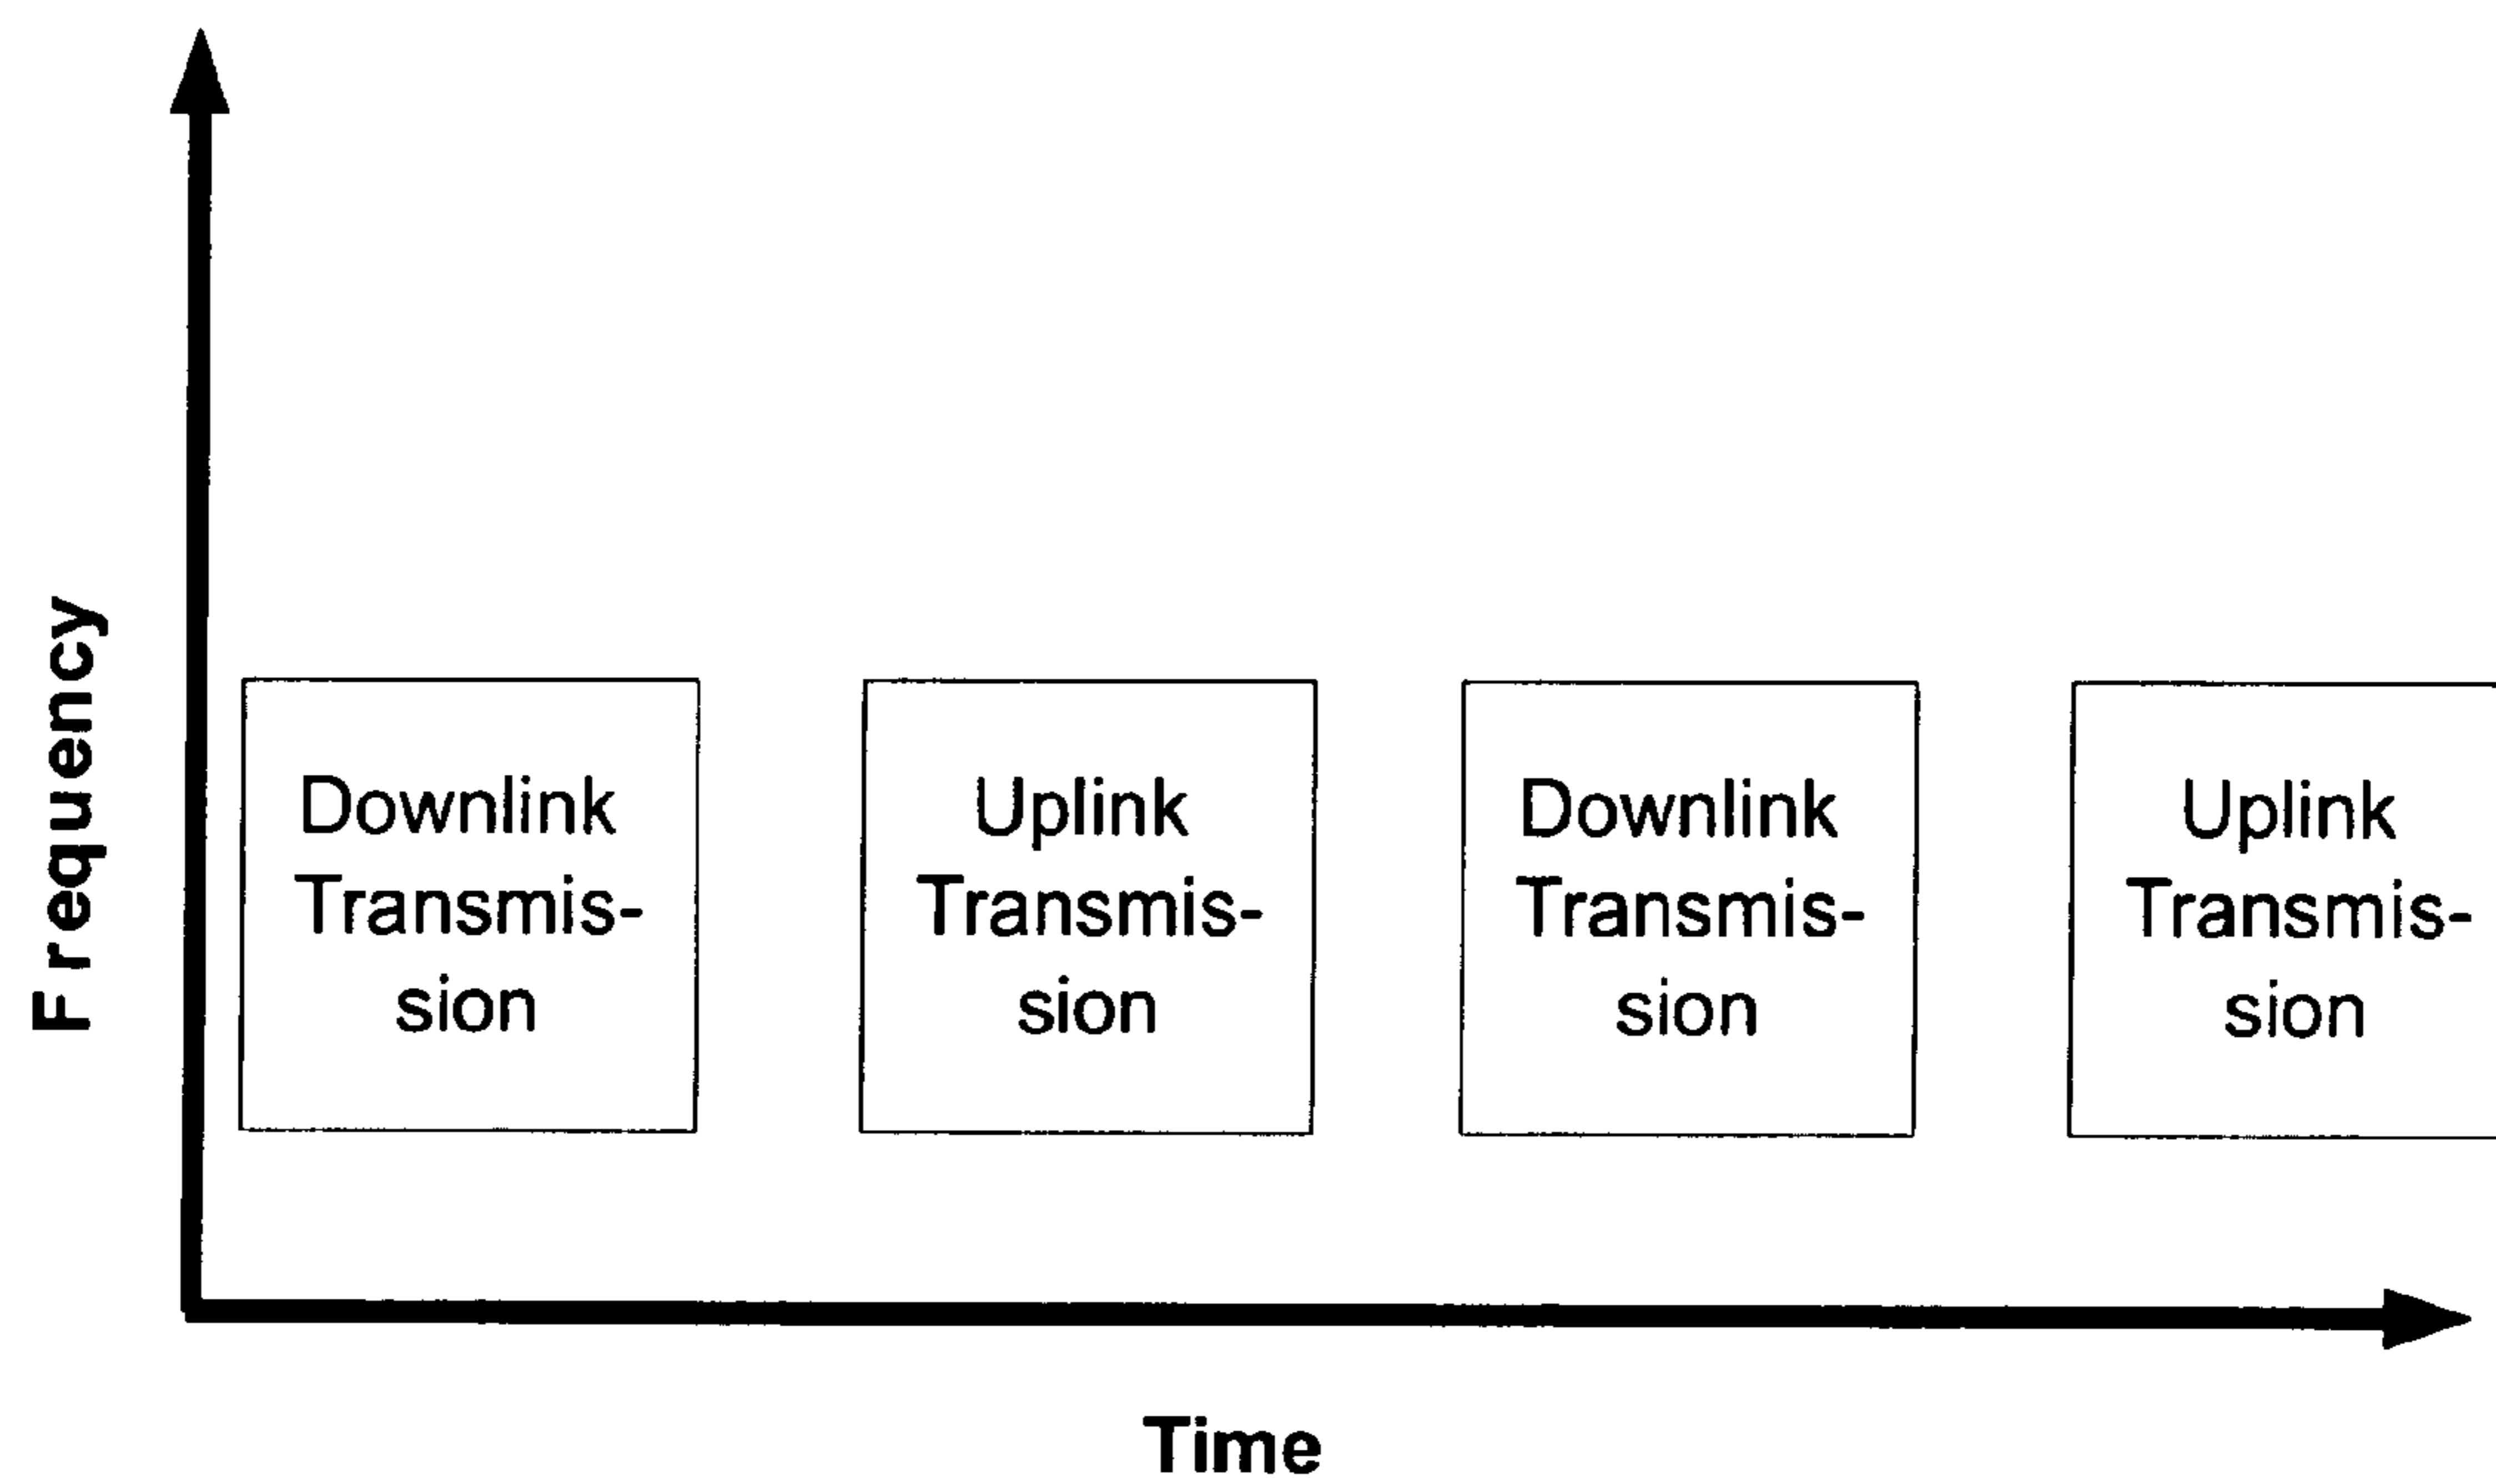 Frequency
Downlink
Transmis-
sion
Uplink
Transmis-
sion
Downlink
Transmis-
sion
Uplink
Transmis-
sion
Time